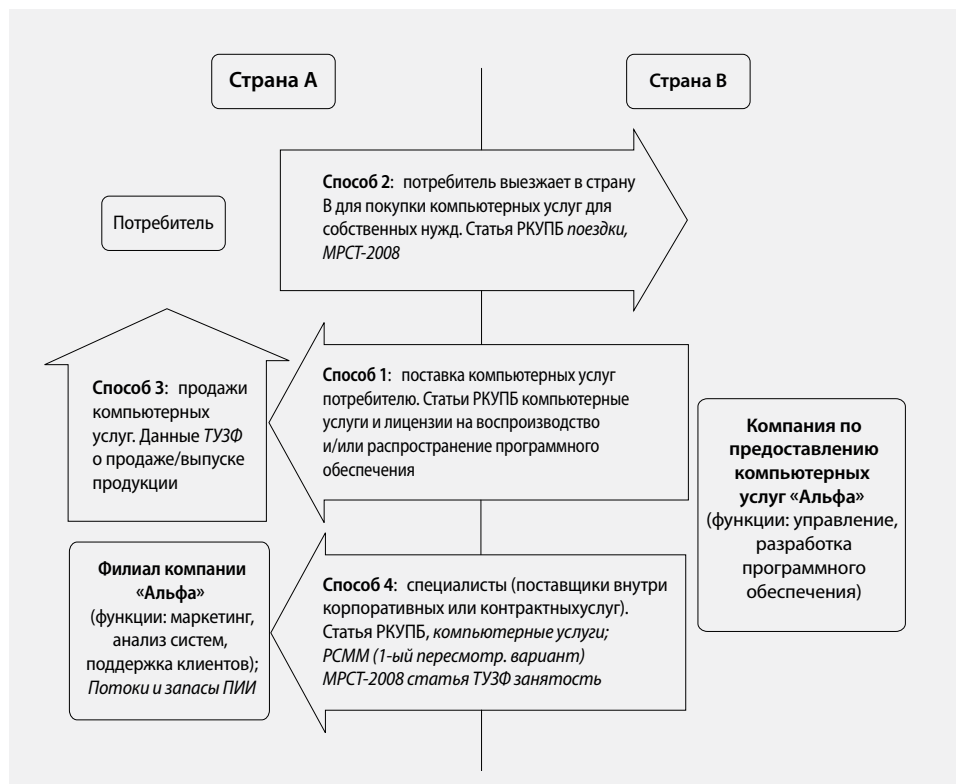 Страна A
Страна B
Способ 2: потребитель выезжает в страну
B для покупки компьютерных услуг для
собственных нужд. Статья РКУПБ поездки,
МРСТ-2008
Потребитель
Способ 3: продажи
компьютерных
услуг. Данные ТУЗФ
о продаже/выпуске
продукции
Способ 1: поставка компьютерных услуг
потребителю. Статьи РКУПБ компьютерные
услуги и лицензии на воспроизводство
и/или распространение программного
обеспечения
Компания по
предоставлению
компьютерных
услуг «Альфа»
(функции: управление,
разработка
программного
обеспечения)
Филиал компании
«Альфа»
(функции: маркетинг,
анализ систем,
поддержка клиентов);
Потоки и запасы ПИИ
Способ 4: специалисты (поставщики внутри
корпоративных или контрактныхуслуг).
Статья РКУПБ, компьютерные услуги;
РСММ (1-ый пересмотр. вариант)
МРСТ-2008 статья ТУЗФ занятость